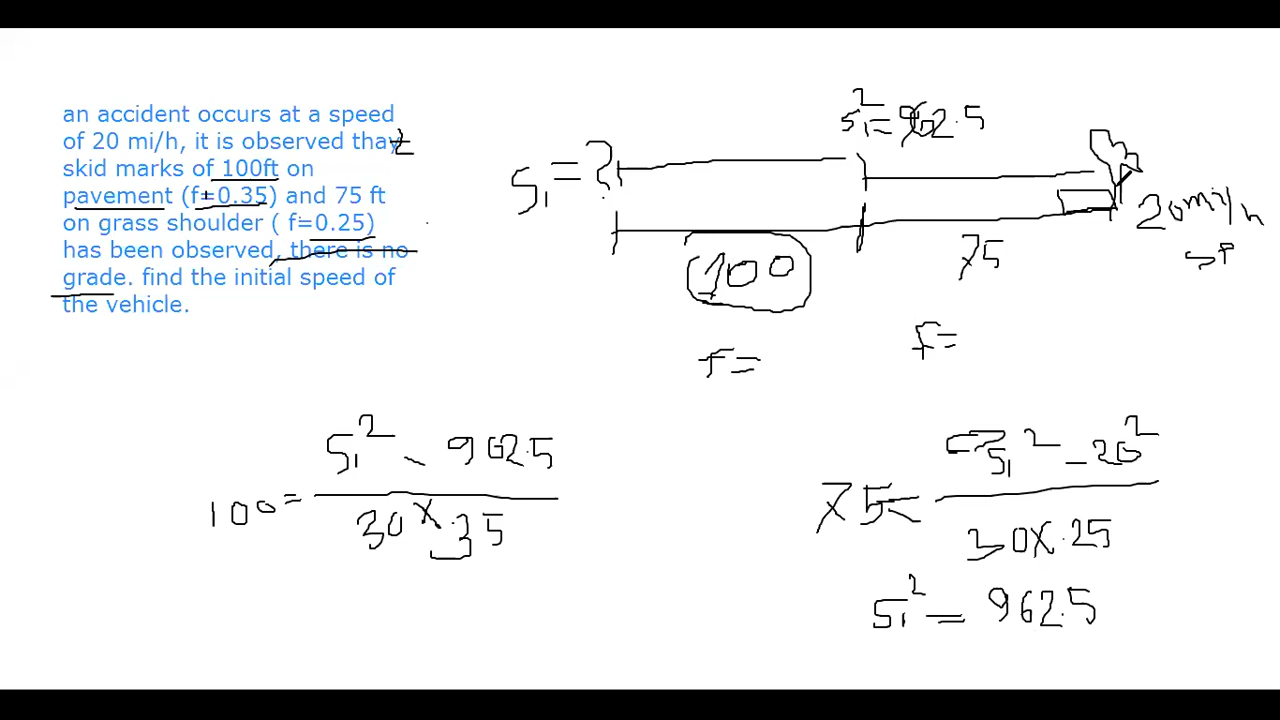 an accident occurs at a speed
of 20 mi/h, it is observed thayt
skid marks of 100ft on
pavement (f=0.35) and 75 ft
on grass shoulder ( f=0.25)
has been observed, there is no
grade. find the initial speed of
the vehicle.
S₁² = 962.5
S₁ = ?
20mi/h
100
75
f=
f=
100 = S₁² - 962.5
30 x .35
75 = S₁² - 20²
30 x .25
S₁² = 962.5